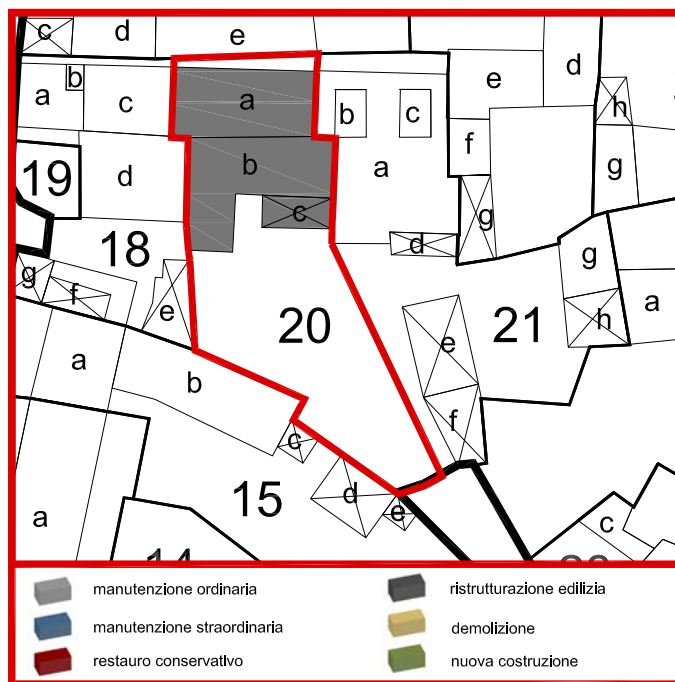 c d e
a b c a b c e d h
f g
19 d b a
c d g
18 g
g f e 20 21 h a
e
a b f
c
15 d e c
a
manutenzione ordinaria ristrutturazione edilizia
manutenzione straordinaria demolizione
restauro conservativo nuova costruzione